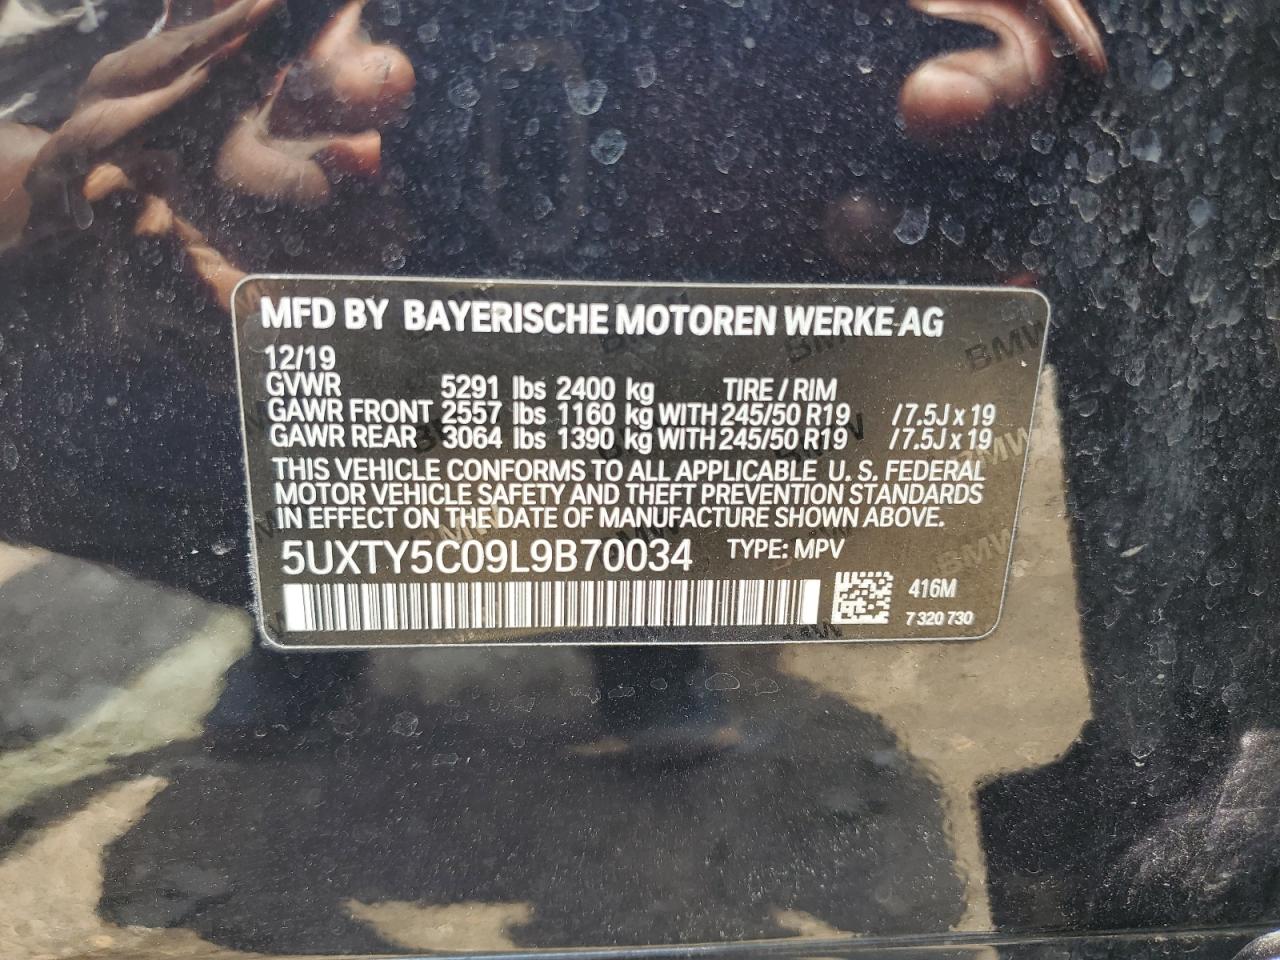 MFD BY BAYERISCHE MOTOREN WERKE AG
12/19
GVWR 5291 lbs 2400 kg TIRE / RIM
GAWR FRONT 2557 lbs 1160 kg WITH 245/50 R19 / 7.5J x 19
GAWR REAR 3064 lbs 1390 kg WITH 245/50 R19 / 7.5J x 19
THIS VEHICLE CONFORMS TO ALL APPLICABLE U. S. FEDERAL
MOTOR VEHICLE SAFETY AND THEFT PREVENTION STANDARDS
IN EFFECT ON THE DATE OF MANUFACTURE SHOWN ABOVE.
5UXTY5C09L9B70034 TYPE: MPV
416M
7 320 730